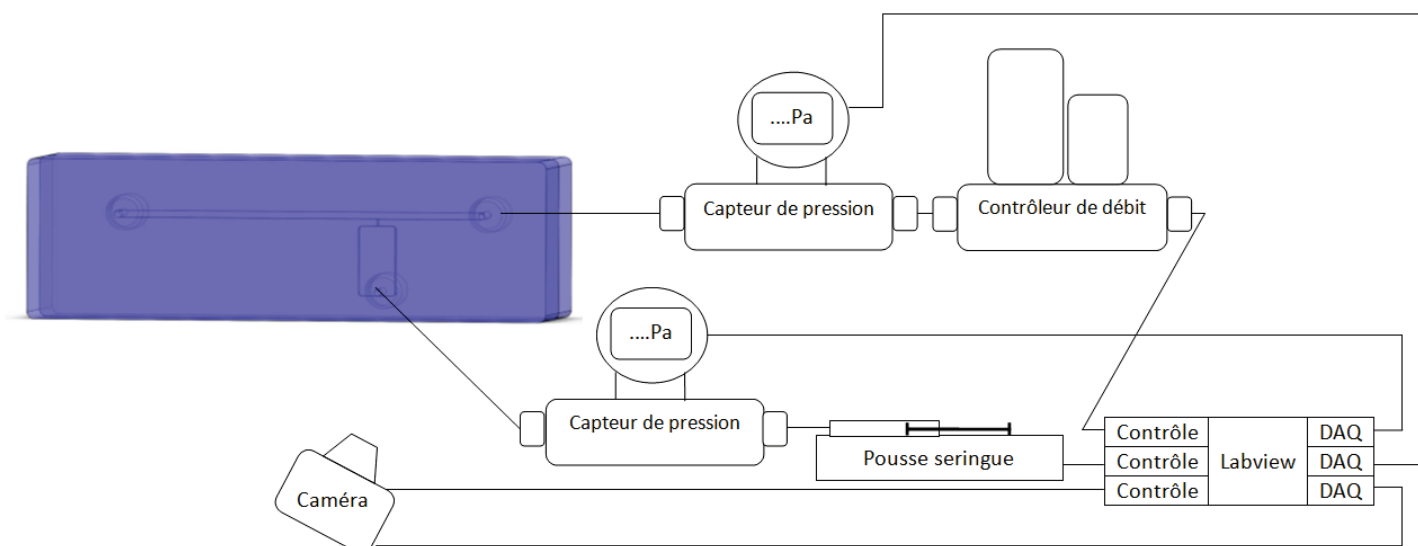 ....Pa
Capteur de pression
Contrôleur de débit
....Pa
Capteur de pression
Pousse seringue
Caméra
Contrôle
Contrôle
Contrôle
Labview
DAQ
DAQ
DAQ